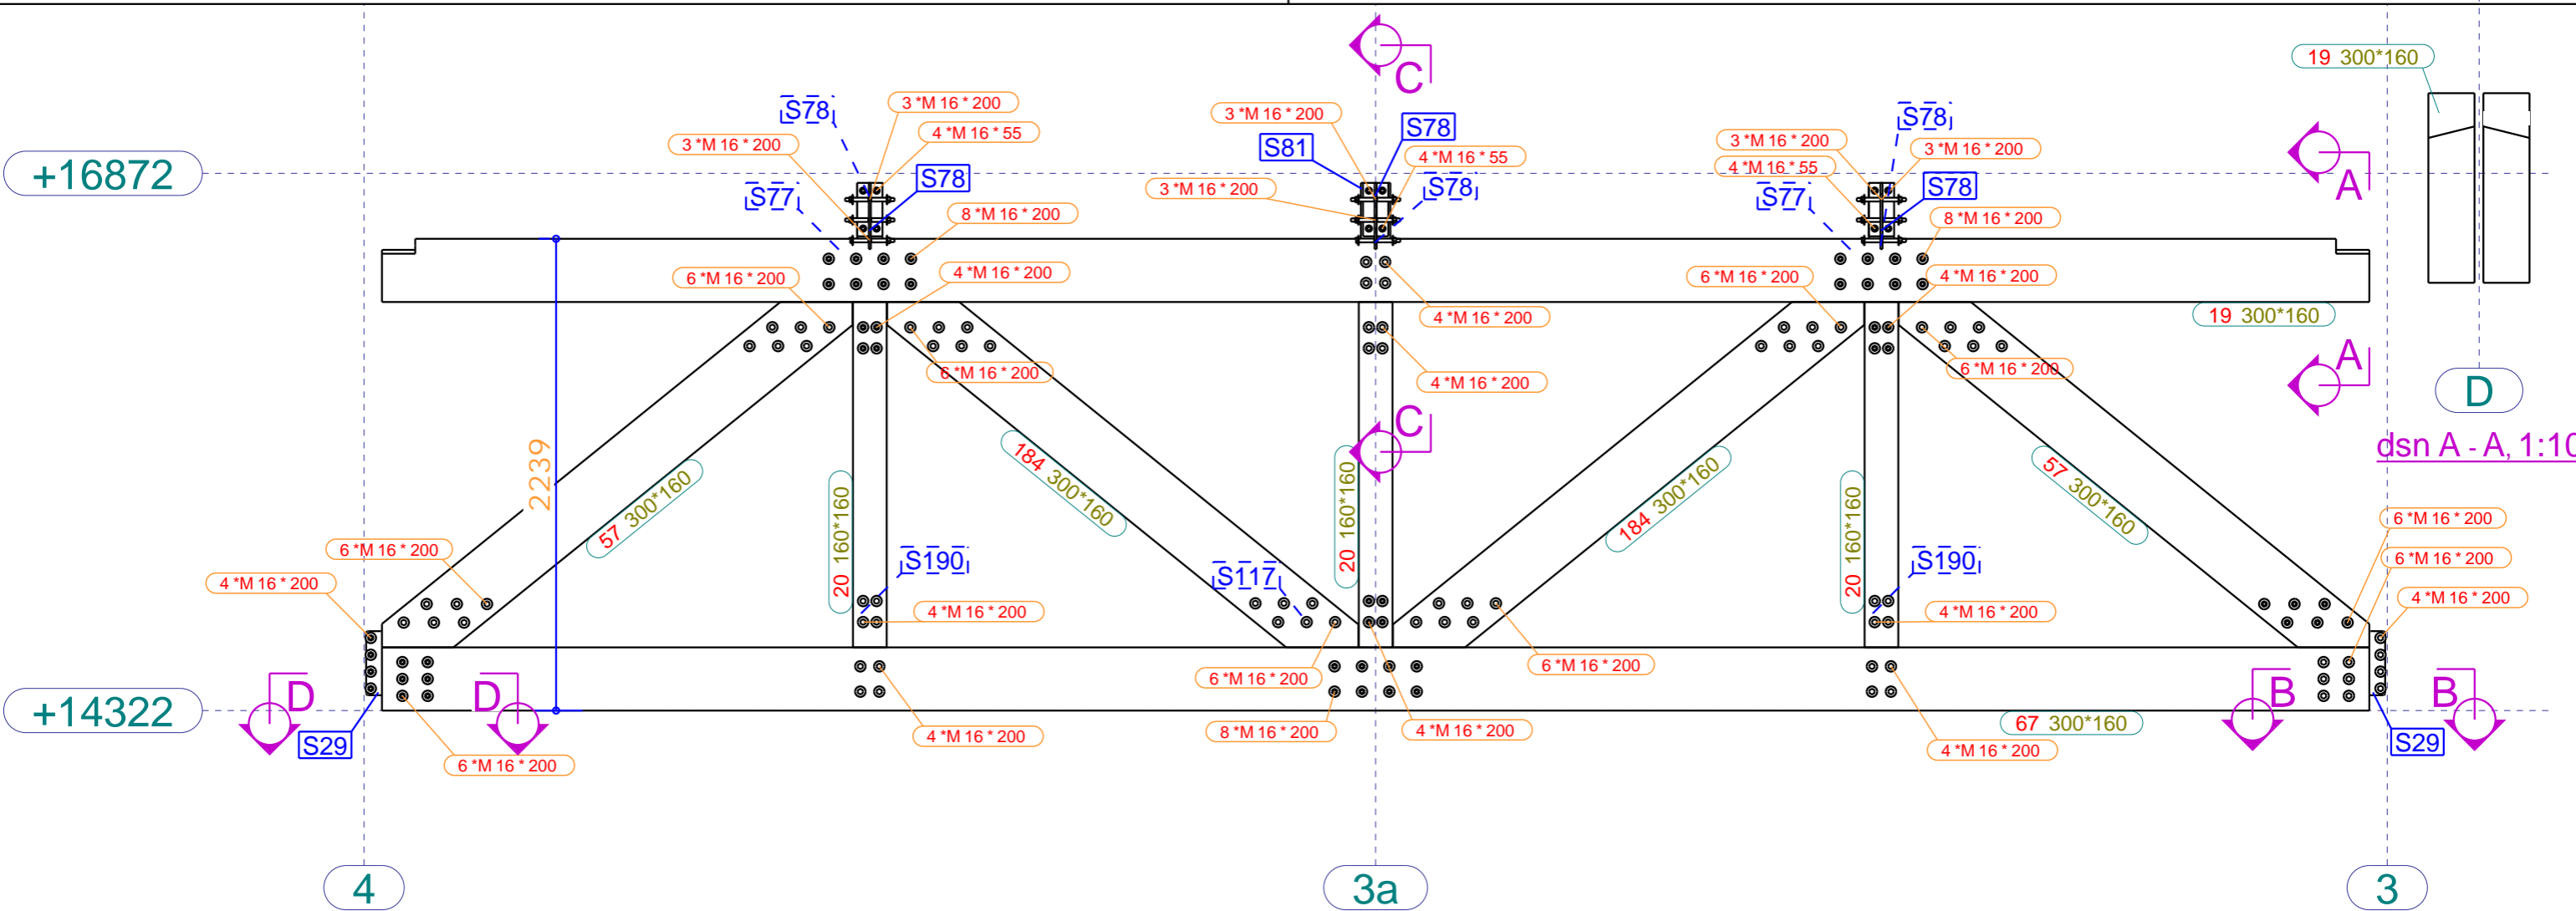 C
19 300*160
S78
3 *M 16 * 200
4 *M 16 * 55
3 *M 16 * 200
3 *M 16 * 200
S78
S81
4 *M 16 * 55
3 *M 16 * 200
S78
S78
3 *M 16 * 200
3 *M 16 * 200
4 *M 16 * 55
A
+16872
S77
S78
8 *M 16 * 200
S77
S78
8 *M 16 * 200
6 *M 16 * 200
4 *M 16 * 200
6 *M 16 * 200
4 *M 16 * 200
4 *M 16 * 200
19 300*160
6 *M 16 * 200
4 *M 16 * 200
6 *M 16 * 200
A
D
C
dsn A - A, 1:10
2239
57 300*160
20 160*160
184 300*160
20 160*160
184 300*160
20 160*160
57 300*160
6 *M 16 * 200
6 *M 16 * 200
6 *M 16 * 200
4 *M 16 * 200
4 *M 16 * 200
S190
S117
S190
4 *M 16 * 200
4 *M 16 * 200
6 *M 16 * 200
6 *M 16 * 200
+14322
D
D
B
B
S29
6 *M 16 * 200
4 *M 16 * 200
8 *M 16 * 200
4 *M 16 * 200
67 300*160
4 *M 16 * 200
S29
4
3a
3